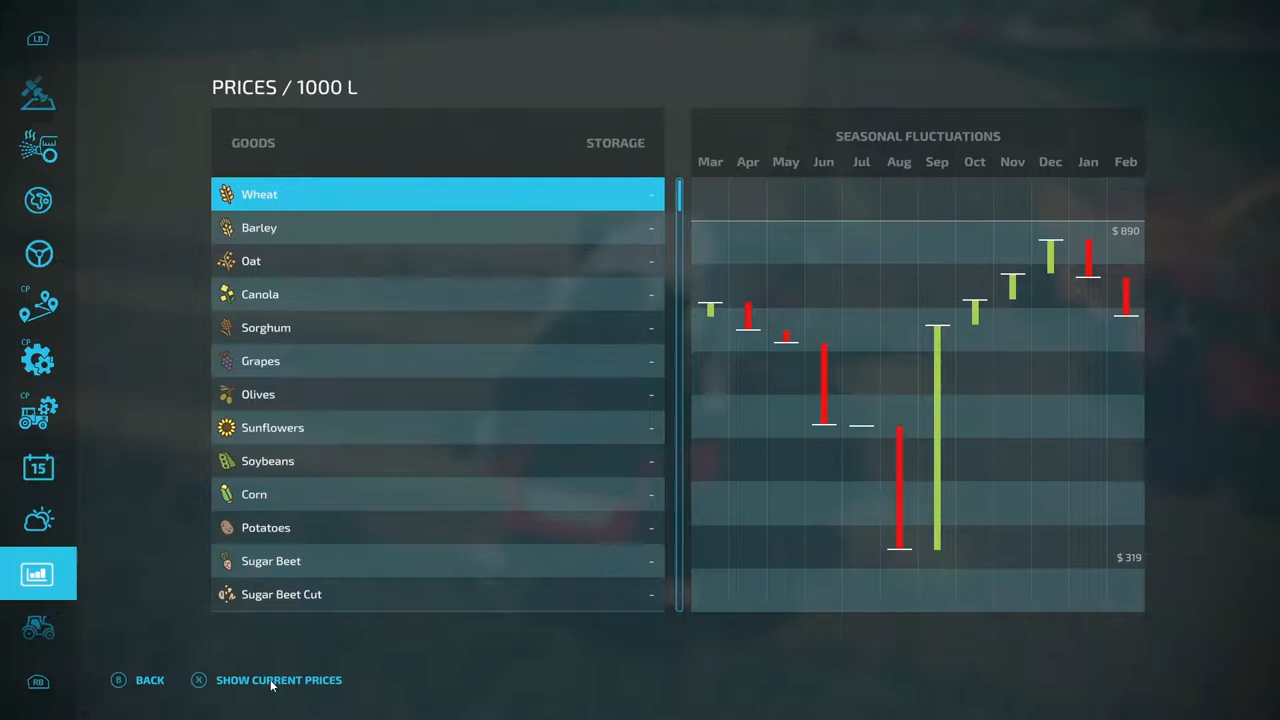 LB
PRICES / 1000 L
GOODS STORAGE
SEASONAL FLUCTUATIONS
Mar Apr May Jun Jul Aug Sep Oct Nov Dec Jan Feb
Wheat -
$ 890
Barley -
Oat -
CP
Canola -
Sorghum -
CP
Grapes -
Olives -
CP
Sunflowers -
Soybeans -
15
Corn -
Potatoes -
Sugar Beet -
$ 319
Sugar Beet Cut -
RB
B BACK X SHOW CURRENT PRICES